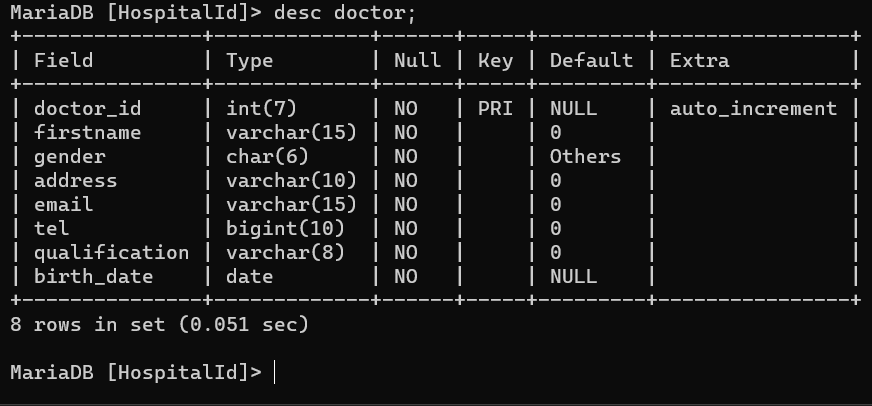 MariaDB [HospitalId]> desc doctor;
+---------------+-------------+------+-----+---------+----------------+
| Field         | Type        | Null | Key | Default | Extra          |
+---------------+-------------+------+-----+---------+----------------+
| doctor_id     | int(7)      | NO   | PRI | NULL    | auto_increment |
| firstname     | varchar(15) | NO   |     | 0       |                |
| gender        | char(6)     | NO   |     | Others  |                |
| address       | varchar(10) | NO   |     | 0       |                |
| email         | varchar(15) | NO   |     | 0       |                |
| tel           | bigint(10)  | NO   |     | 0       |                |
| qualification | varchar(8)  | NO   |     | 0       |                |
| birth_date    | date        | NO   |     | NULL    |                |
+---------------+-------------+------+-----+---------+----------------+
8 rows in set (0.051 sec)
MariaDB [HospitalId]>